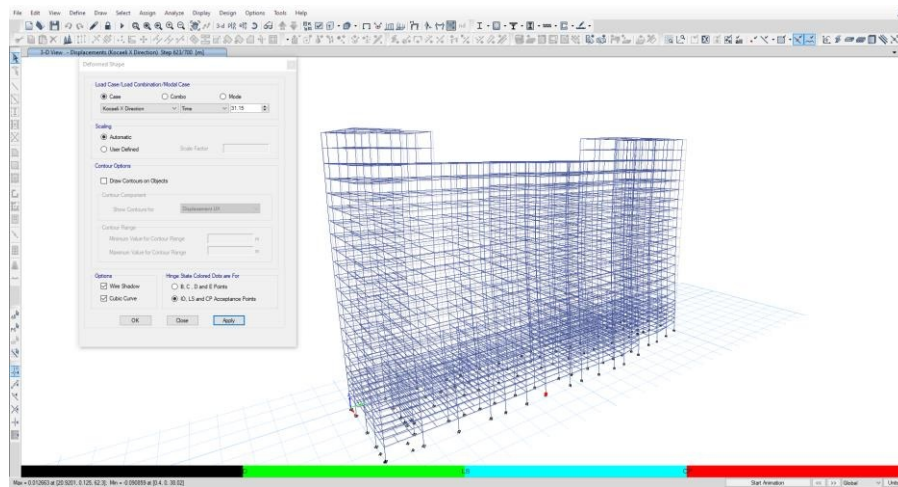 File Edit View Define Draw Select Assign Analyze Display Design Options Tools Help
3-D View - Displacements (Kocaeli X Direction) Step 623/700 [m]
Deformed Shape
Load Case/Load Combination/Modal Case
Case Combo Mode
Kocaeli-X Direction Time 31.15
Scaling
Automatic
User Defined Scale Factor
Contour Options
Draw Contours on Objects
Contour Component
Show Contours for Displacement
Contour Range
Minimum Value for Contour Range m
Maximum Value for Contour Range m
Options Hinge State Colored Dots are For
Wire Shadow B, C, D and E Points
Cubic Curve IO, LS and CP Acceptance Points
OK Close Apply
Start Animation << >> Global Units